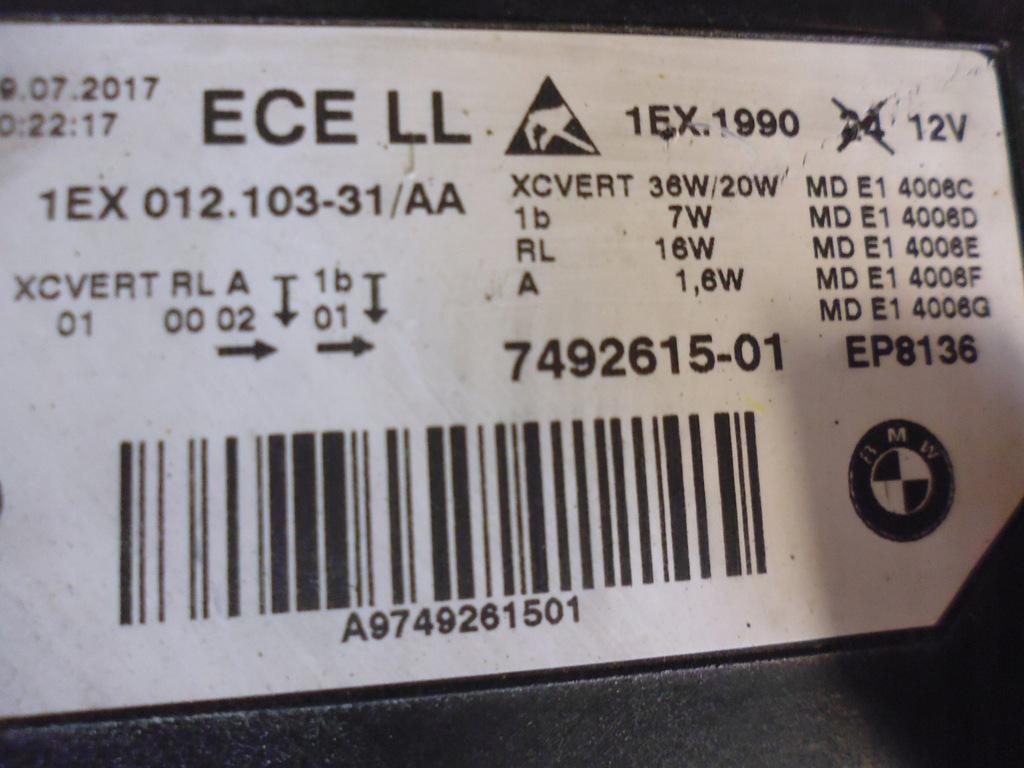 9.07.2017
0:22:17
ECE LL
1EX.1990 24 12V
1EX 012.103-31/AA
XCVERT 36W/20W MD E1 4006C
1b 7W MD E1 4006D
RL 16W MD E1 4006E
A 1,6W MD E1 4006F
MD E1 4006G
XCVERT RL A 1b
01 00 02 01
7492615-01 EP8136
BMW
A9749261501